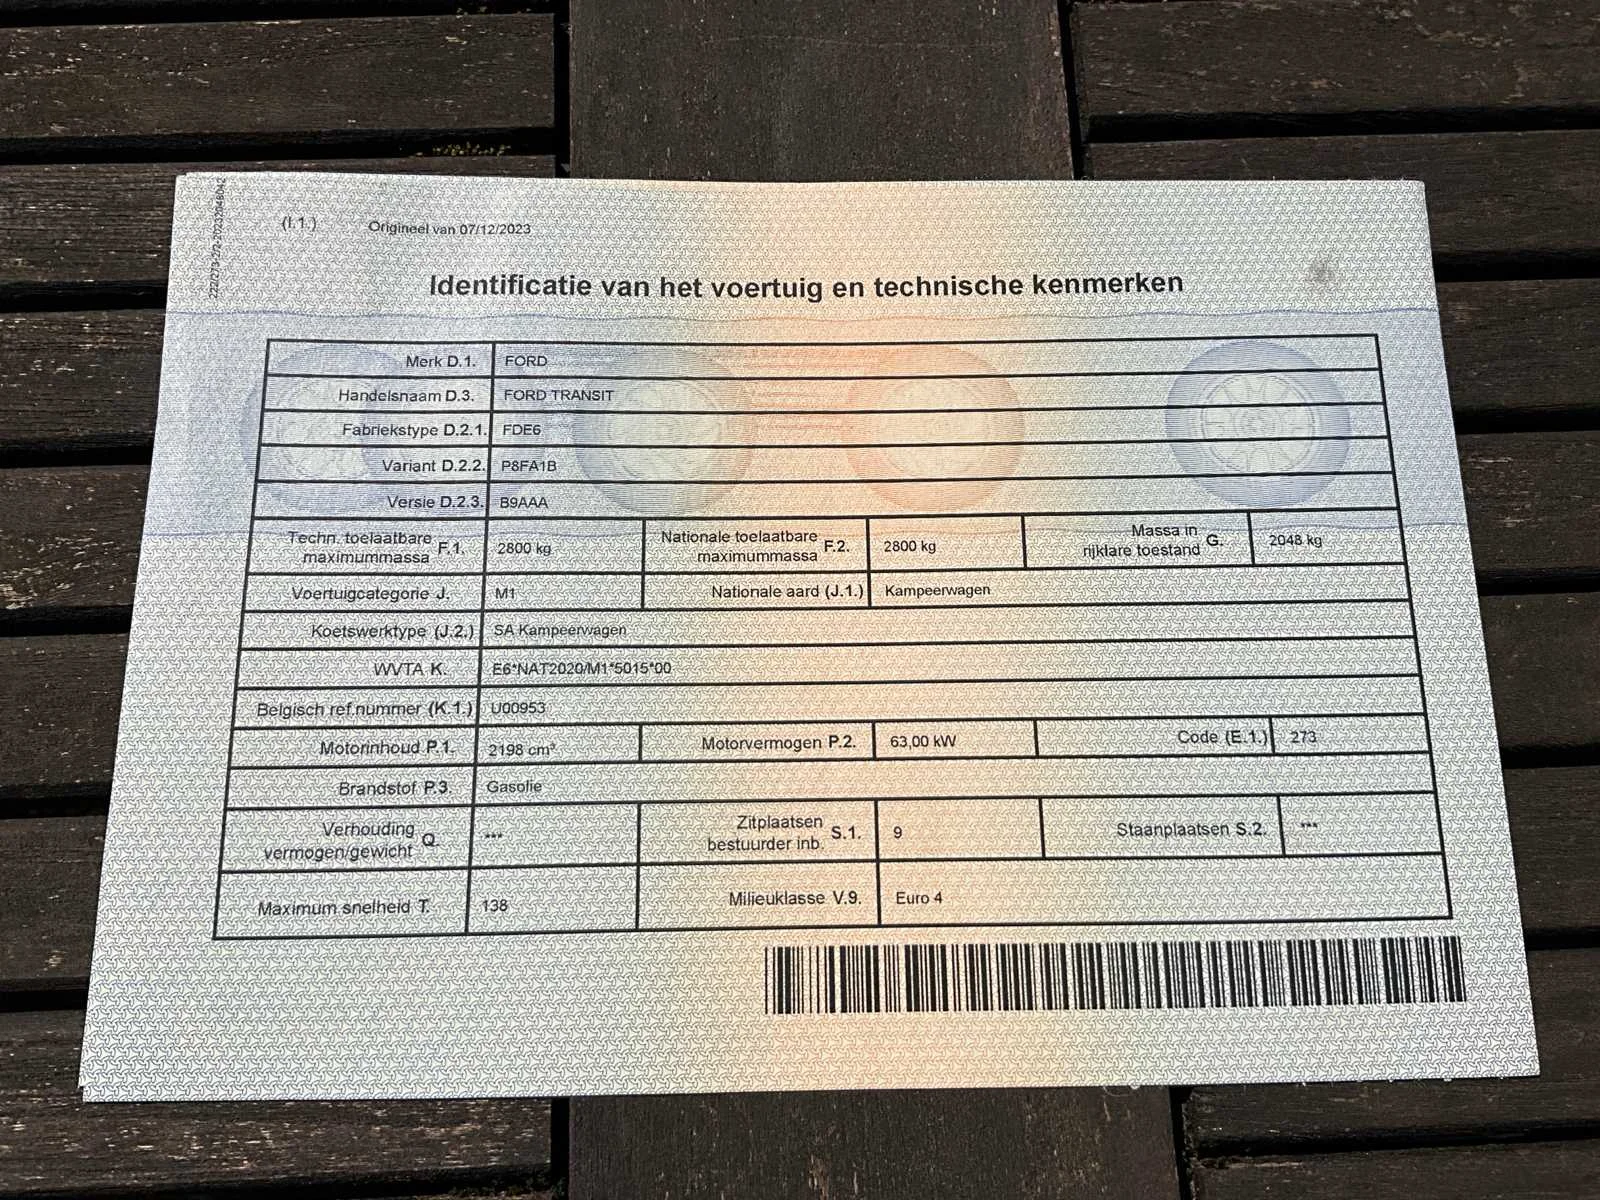 (I.1.) Origineel van 07/12/2023
Identificatie van het voertuig en technische kenmerken
Merk D.1. FORD
Handelsnaam D.3. FORD TRANSIT
Fabriekstype D.2.1. FDE6
Variant D.2.2. P8FA1B
Versie D.2.3. B9AAA
Techn. toelaatbare maximummassa F.1. 2800 kg Nationale toelaatbare maximummassa F.2. 2800 kg Massa in rijklare toestand G. 2048 kg
Voertuigcategorie J. M1 Nationale aard (J.1.) Kampeerwagen
Koetswerktype (J.2.) SA Kampeerwagen
WVTA K. E6*NAT2020/M1*5015*00
Belgisch ref.nummer (K.1.) U00953
Motorinhoud P.1. 2198 cm³ Motorvermogen P.2. 63,00 kW Code (E.1.) 273
Brandstof P.3. Gasolie
Verhouding vermogen/gewicht Q. *** Zitplaatsen bestuurder inb. S.1. 9 Staanplaatsen S.2. ***
Maximum snelheid T. 138 Milieuklasse V.9. Euro 4